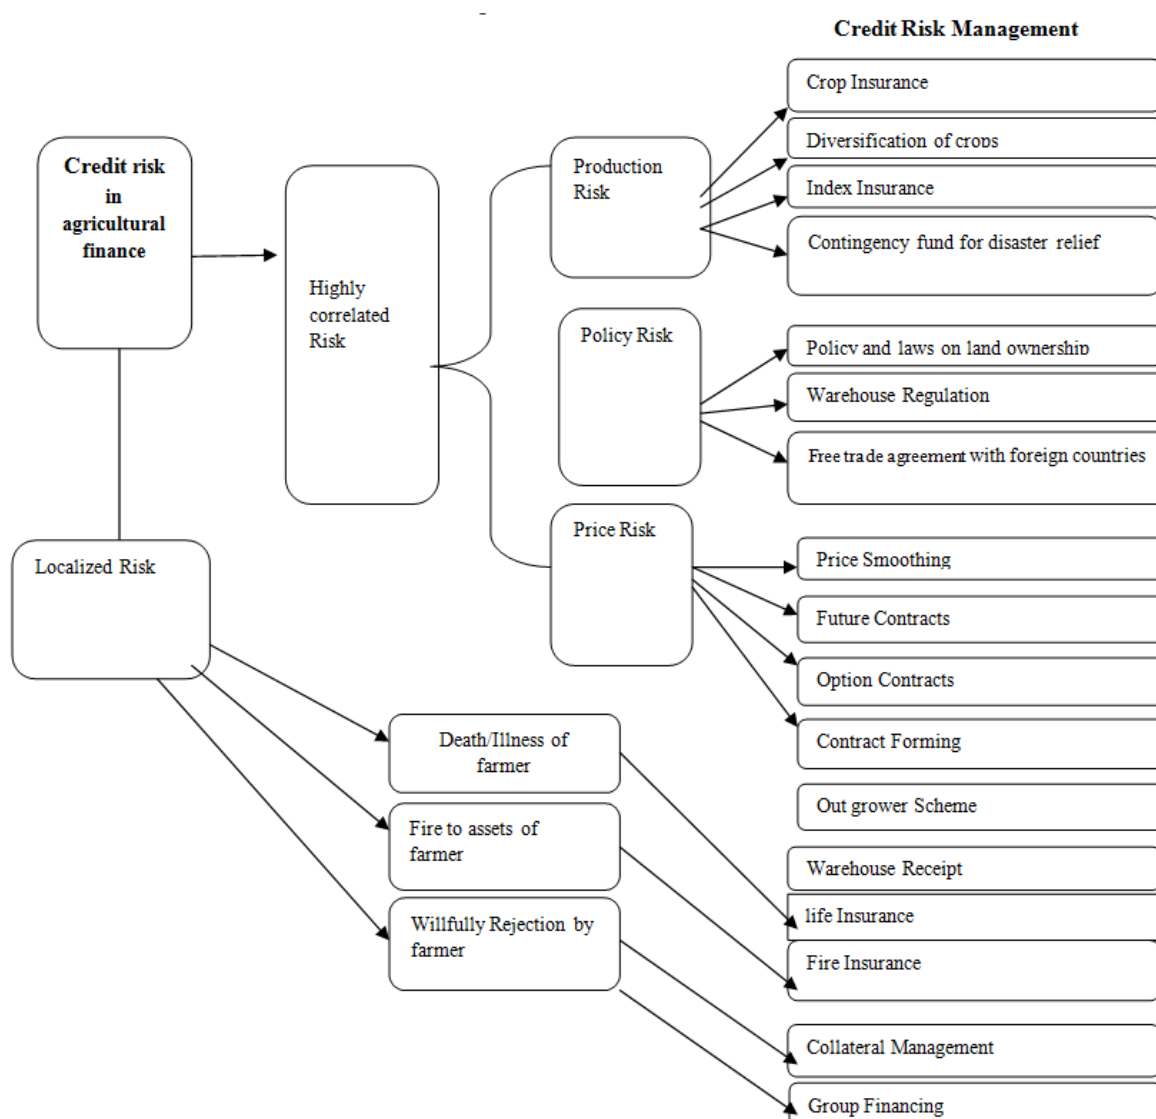 Credit Risk Management
Credit risk
in
agricultural
finance
Highly
correlated
Risk
Production
Risk
Crop Insurance
Diversification of crops
Index Insurance
Contingency fund for disaster relief
Policy Risk
Policy and laws on land ownership
Warehouse Regulation
Free trade agreement with foreign countries
Price Risk
Price Smoothing
Future Contracts
Option Contracts
Contract Forming
Out grower Scheme
Warehouse Receipt
Localized Risk
Death/Illness of
farmer
Fire to assets of
farmer
Willfully Rejection by
farmer
life Insurance
Fire Insurance
Collateral Management
Group Financing